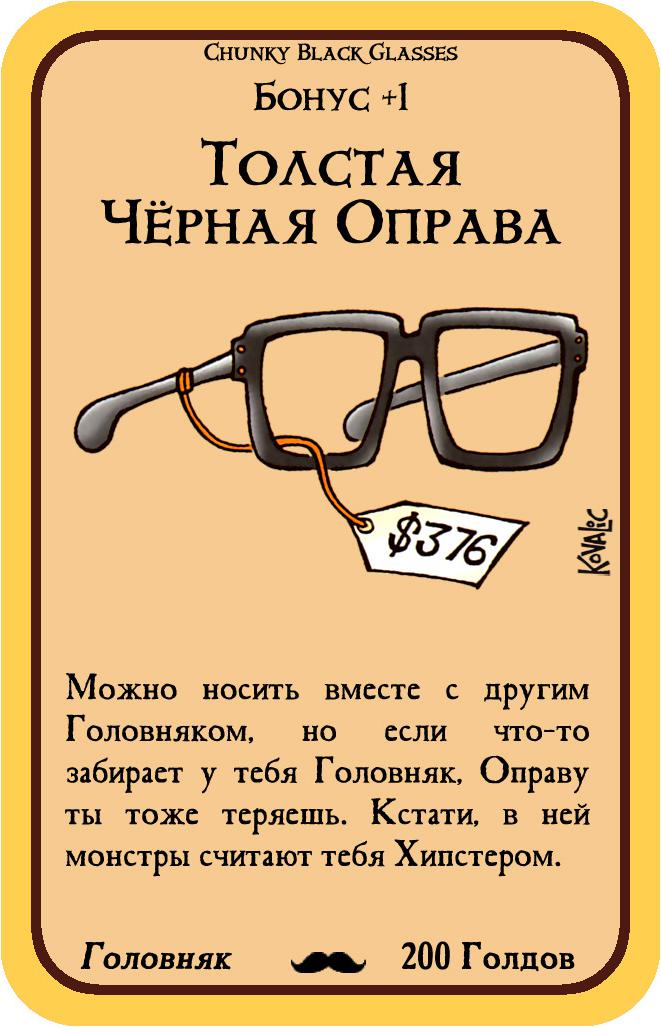 Chunky Black Glasses
Бонус +1
Толстая
Чёрная Оправа
$376
Kovalic
Можно носить вместе с другим
Головняком, но если что-то
забирает у тебя Головняк, Оправу
ты тоже теряешь. Кстати, в ней
монстры считают тебя Хипстером.
Головняк 200 Голдов